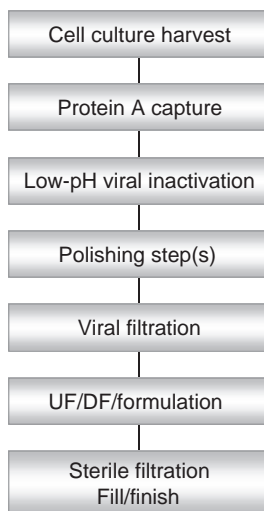 Cell culture harvest
Protein A capture
Low-pH viral inactivation
Polishing step(s)
Viral filtration
UF/DF/formulation
Sterile filtration
Fill/finish